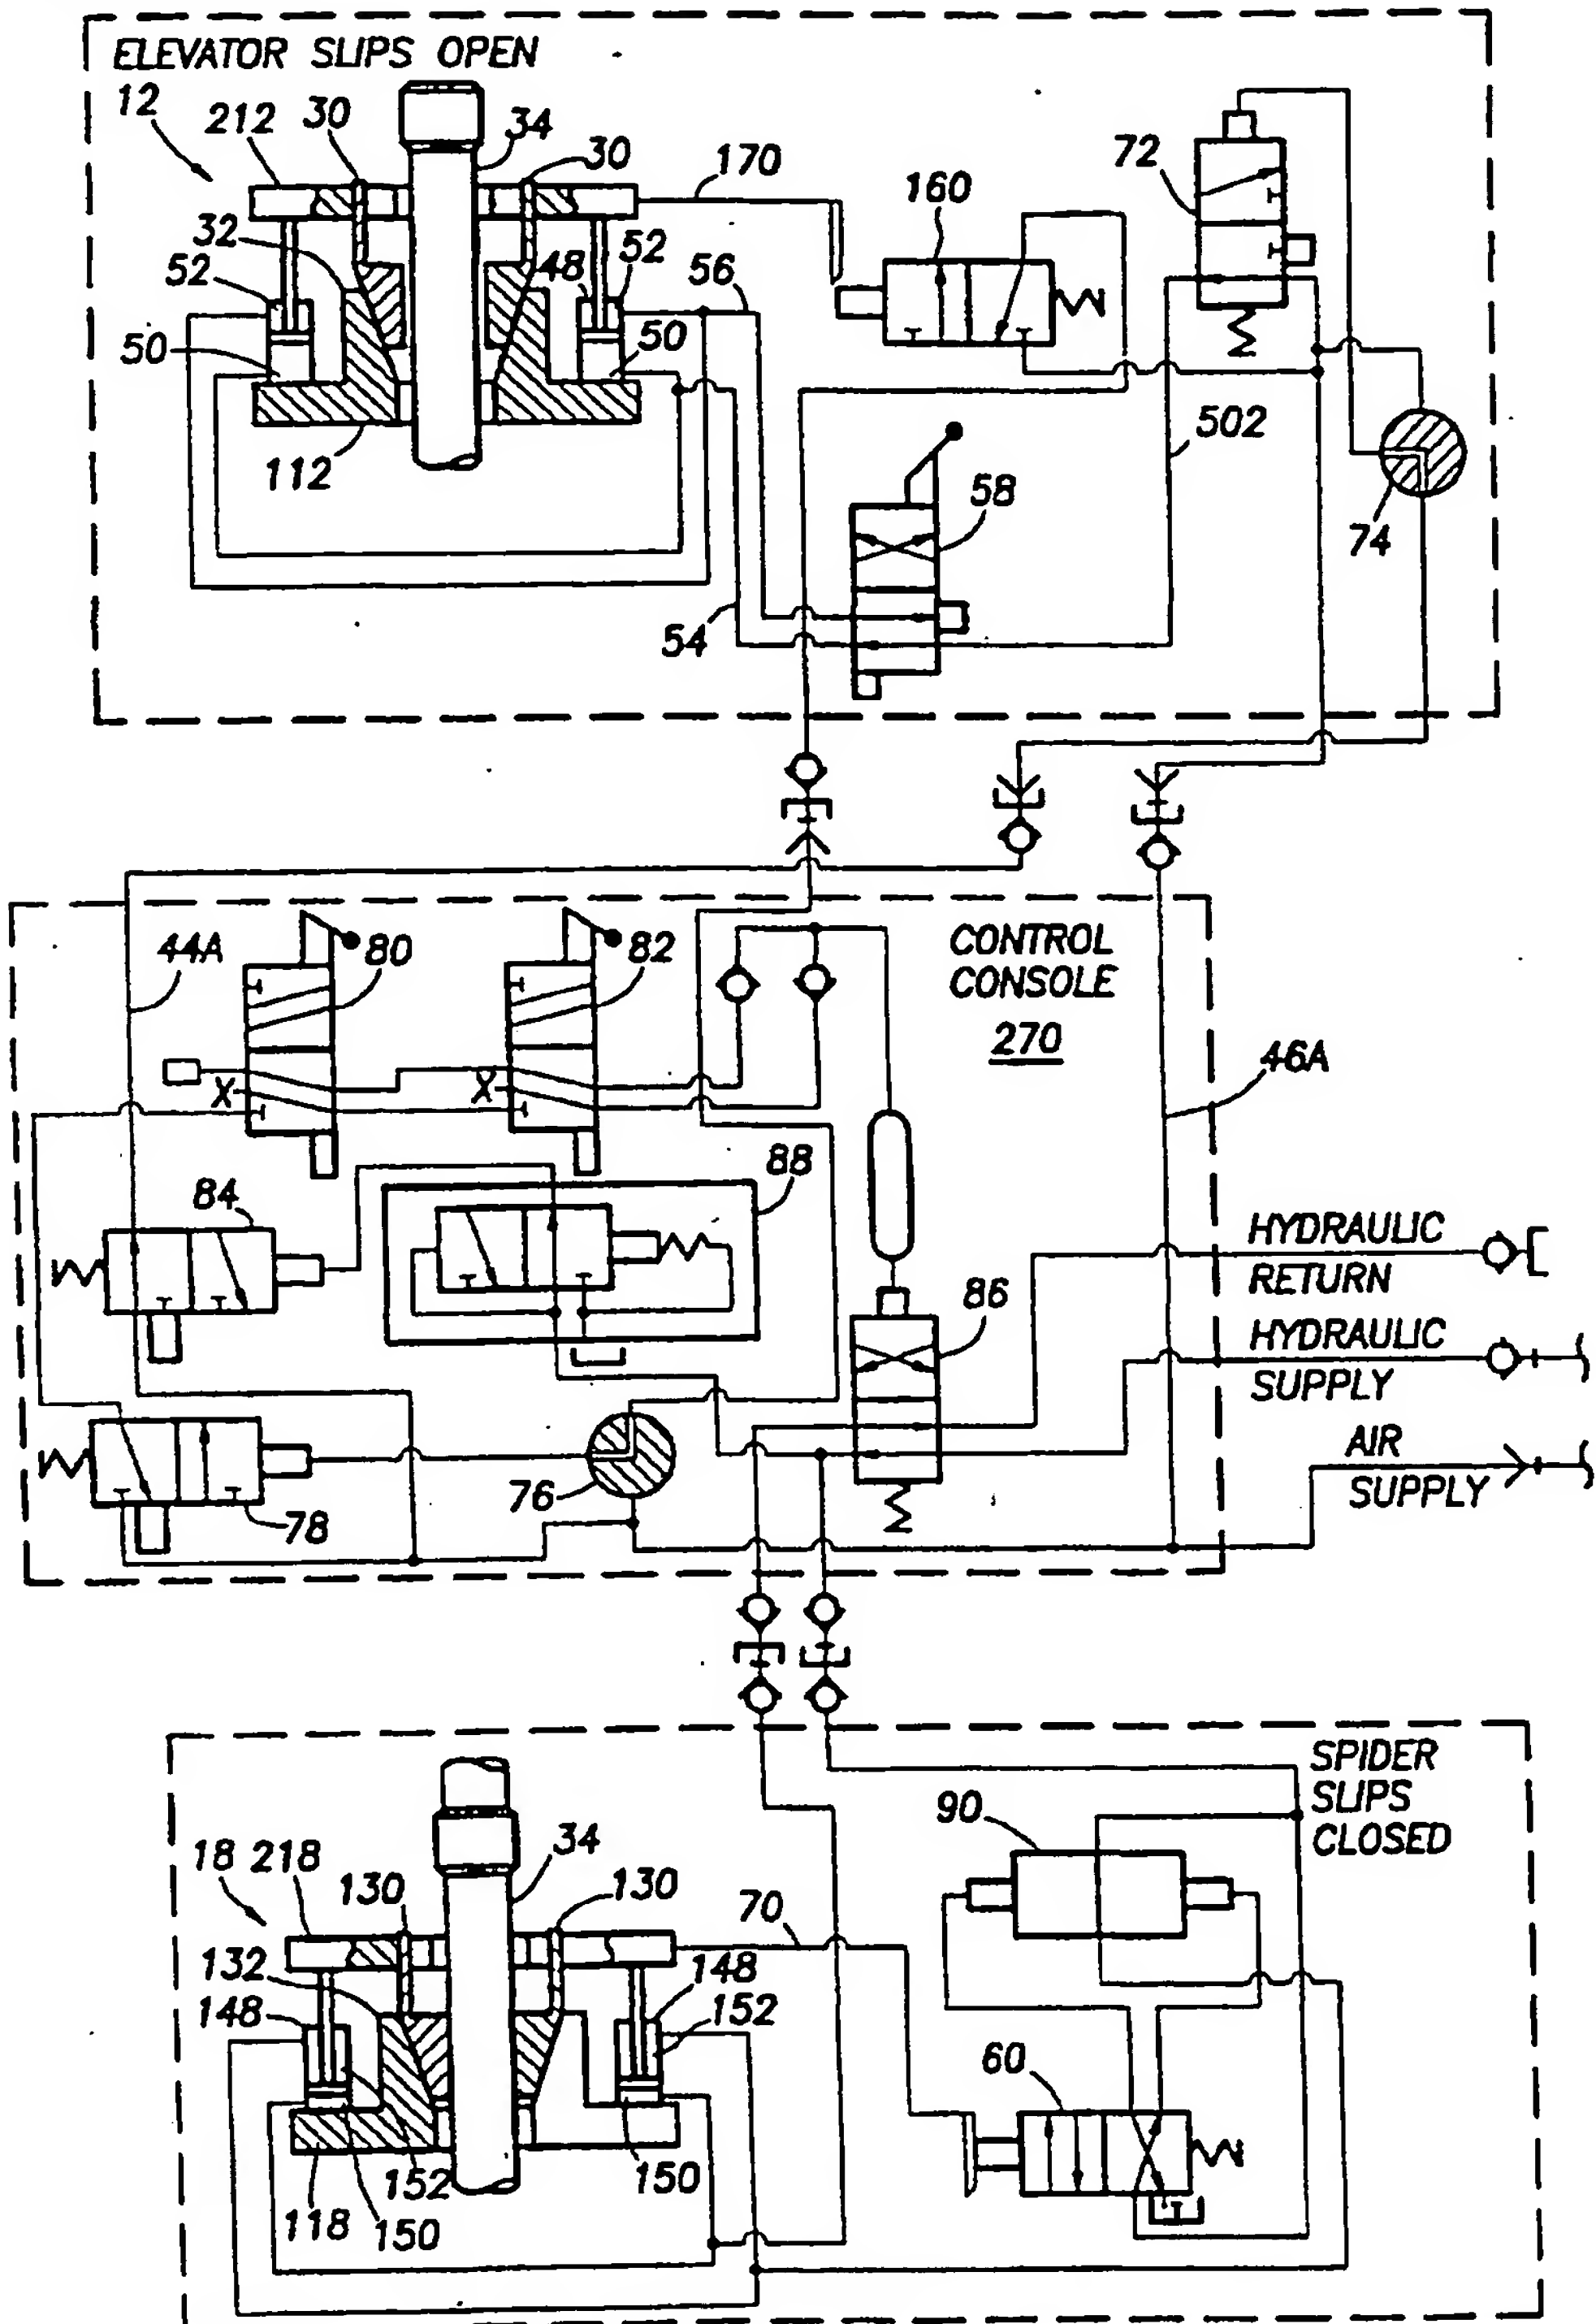 ELEVATOR SLIPS OPEN
12
212
30
34
30
170
160
72
32
52
48
52
56
50
50
112
502
58
74
54
44A
80
82
CONTROL
CONSOLE
270
46A
X
X
88
84
HYDRAULIC
RETURN
86
HYDRAULIC
SUPPLY
AIR
SUPPLY
76
78
SPIDER
SLIPS
CLOSED
90
18
218
34
130
130
70
132
148
148
152
60
152
150
118
150